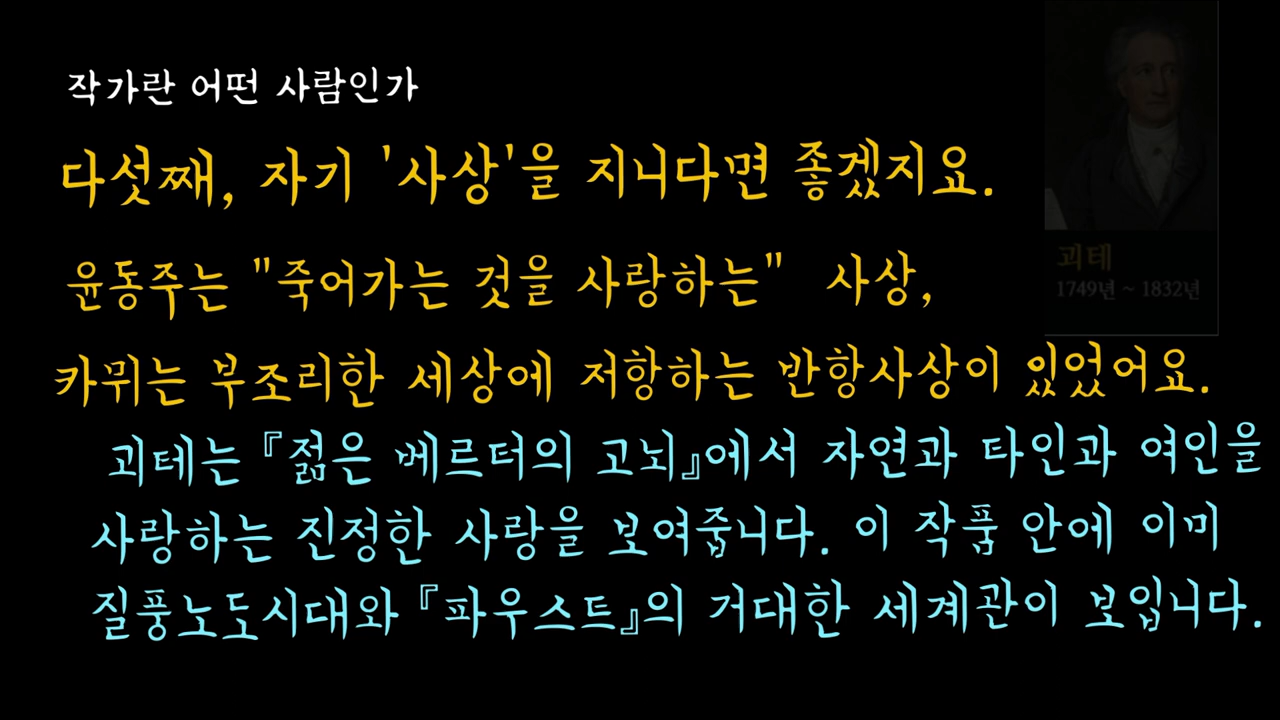 작가란 어떤 사람인가
다섯째, 자기 '사상'을 지니다면 좋겠지요.
윤동주는 "죽어가는 것을 사랑하는" 사상,
카뮈는 부조리한 세상에 저항하는 반항사상이 있었어요.
괴테는 『젊은 베르터의 고뇌』에서 자연과 타인과 여인을
사랑하는 진정한 사랑을 보여줍니다. 이 작품 안에 이미
질풍노도시대와 『파우스트』의 거대한 세계관이 보입니다.
괴테
1749년 ~ 1832년